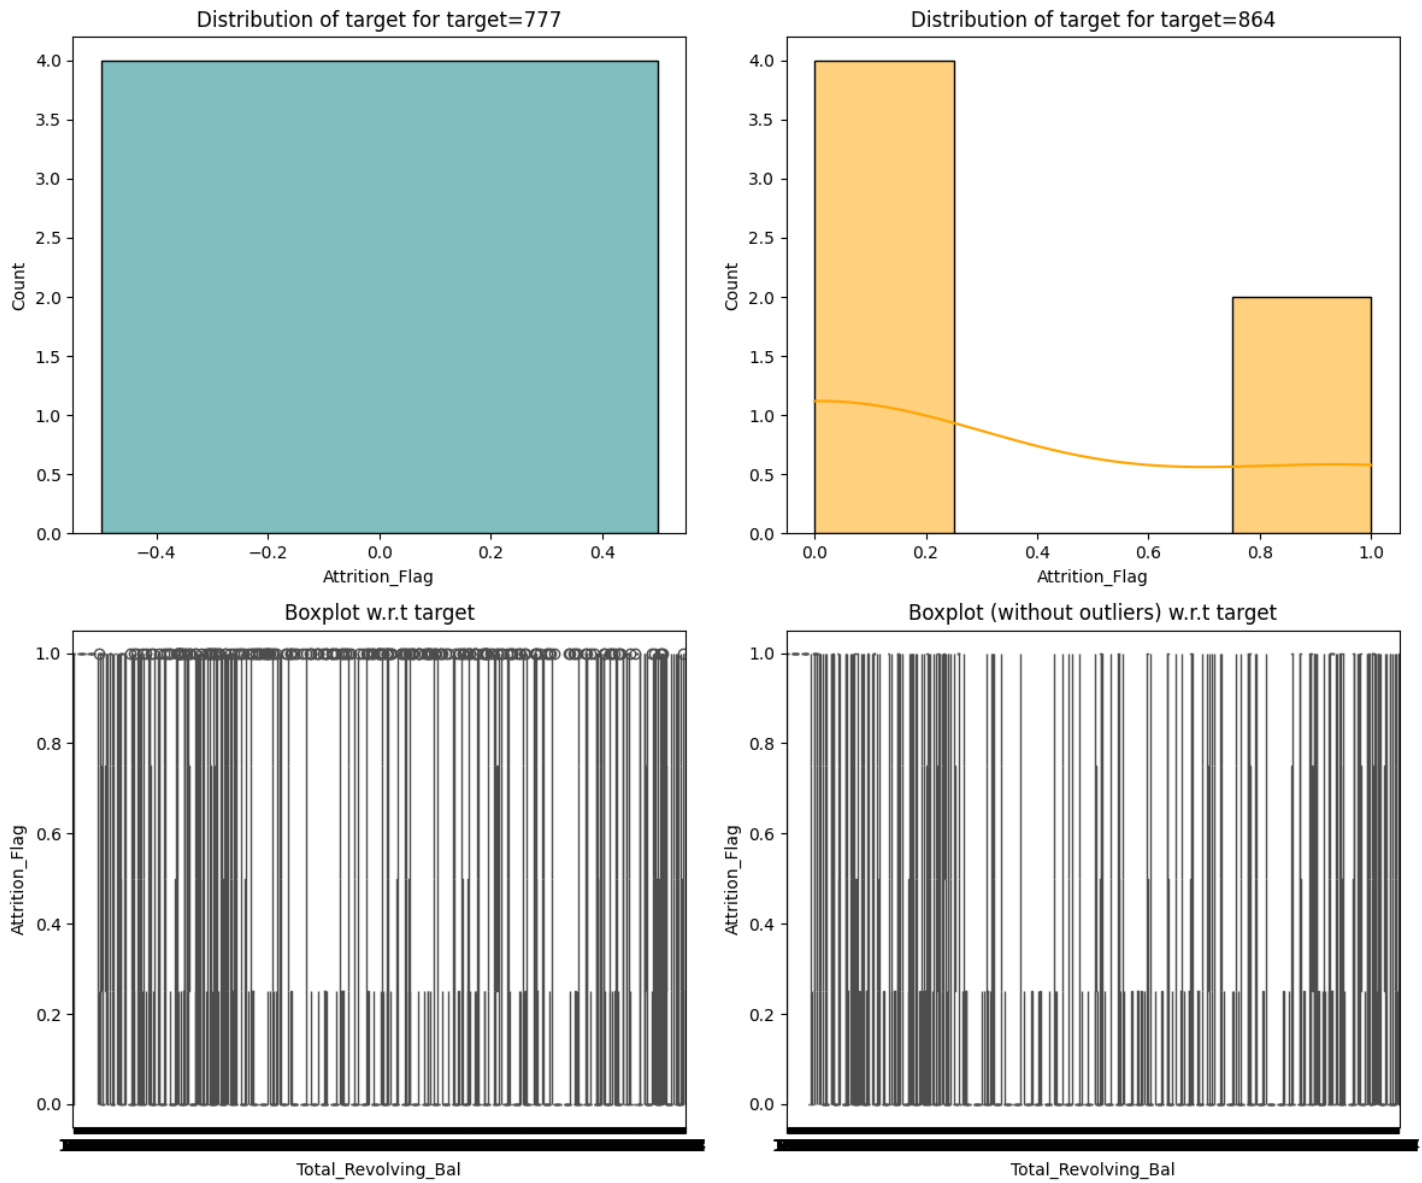 Distribution of target for target=777
4.0
3.5
3.0
2.5
2.0
1.5
1.0
0.5
0.0
Count
−0.4 −0.2 0.0 0.2 0.4
Attrition_Flag
Distribution of target for target=864
4.0
3.5
3.0
2.5
2.0
1.5
1.0
0.5
0.0
Count
0.0 0.2 0.4 0.6 0.8 1.0
Attrition_Flag
Boxplot w.r.t target
1.0
0.8
0.6
0.4
0.2
0.0
Attrition_Flag
Total_Revolving_Bal
Boxplot (without outliers) w.r.t target
1.0
0.8
0.6
0.4
0.2
0.0
Attrition_Flag
Total_Revolving_Bal